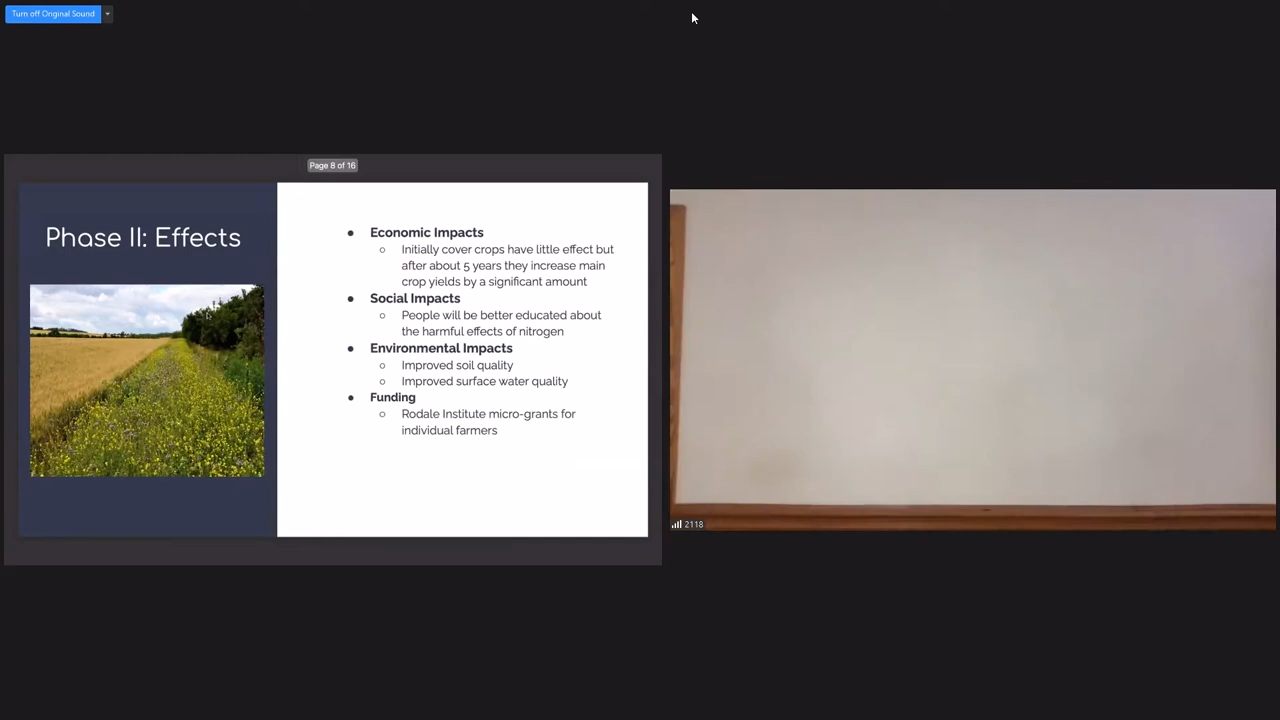 Turn off Original Sound
Page 8 of 16
Phase II: Effects
● Economic Impacts
○ Initially cover crops have little effect but
after about 5 years they increase main
crop yields by a significant amount
● Social Impacts
○ People will be better educated about
the harmful effects of nitrogen
● Environmental Impacts
○ Improved soil quality
○ Improved surface water quality
● Funding
○ Rodale Institute micro-grants for
individual farmers
2118